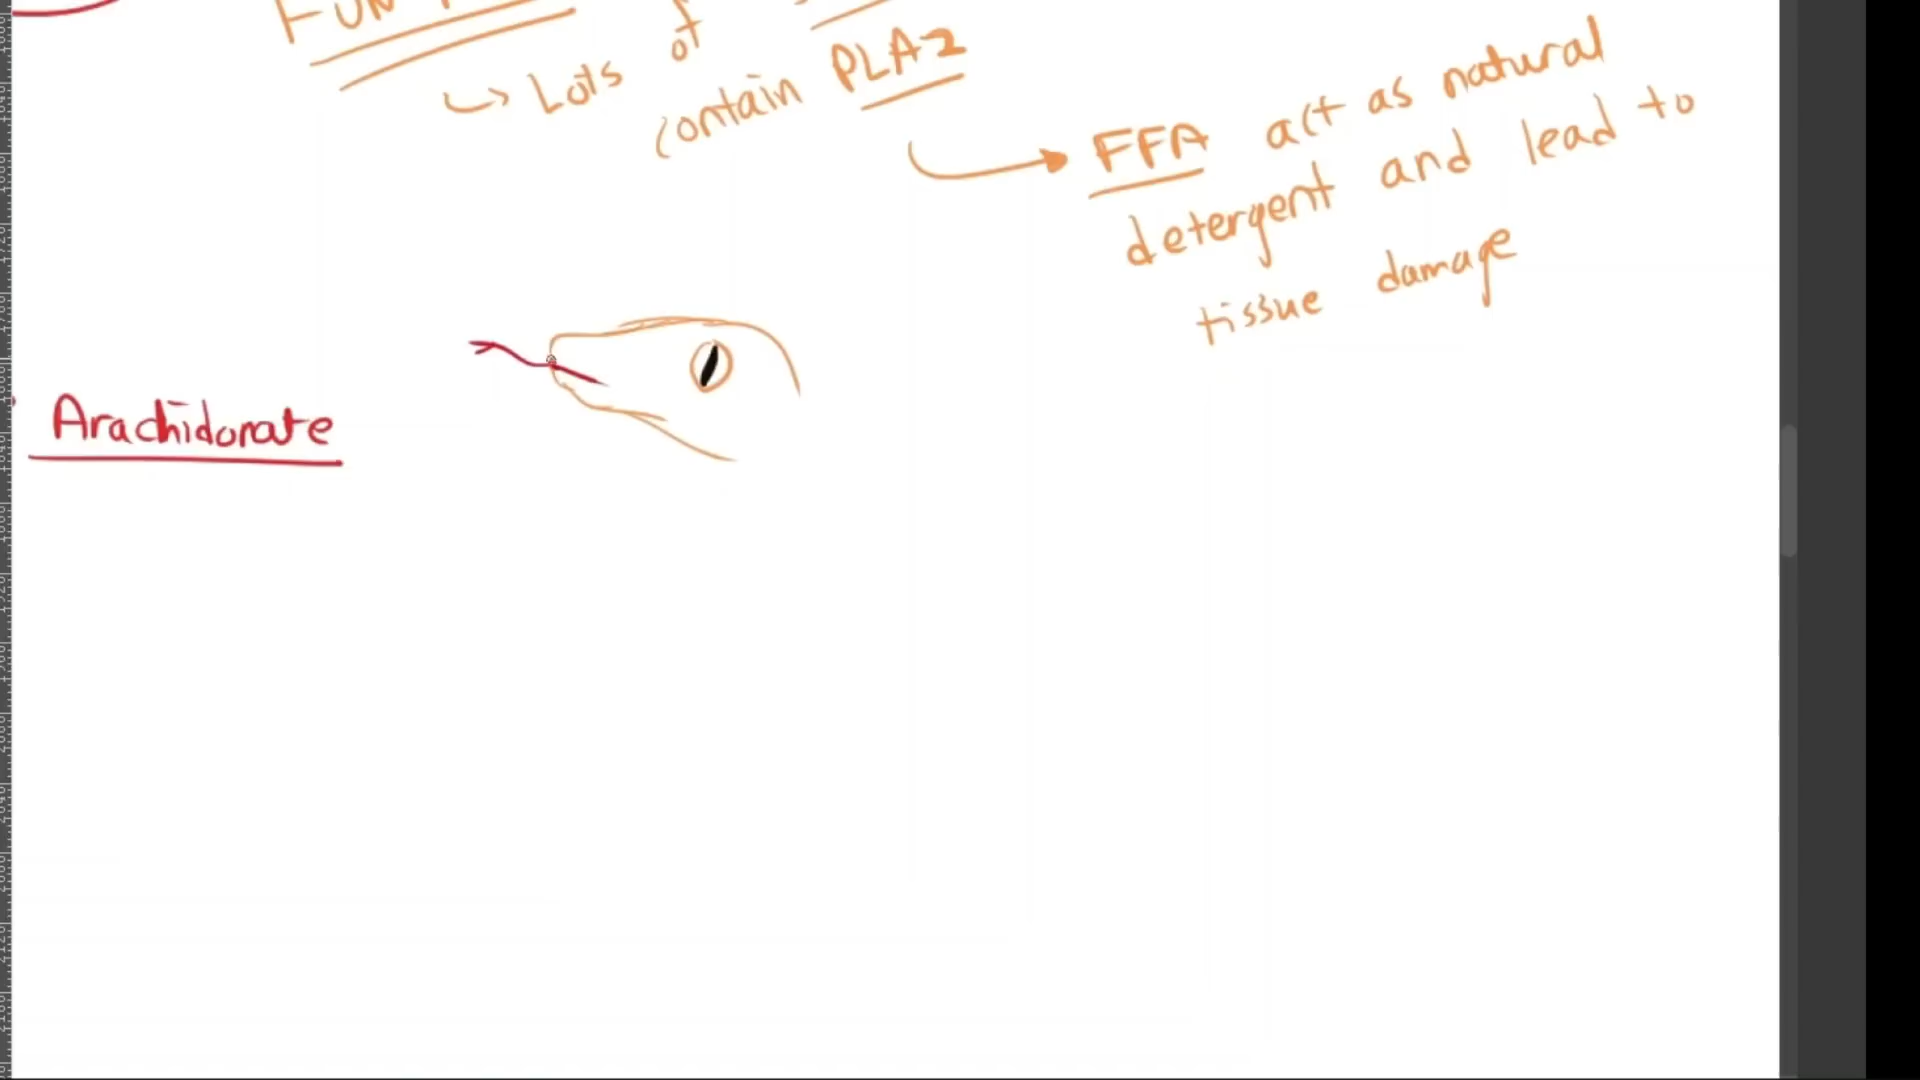 Lots of
contain PLA2
FFA act as natural
detergent and lead to
tissue damage
Arachidonate